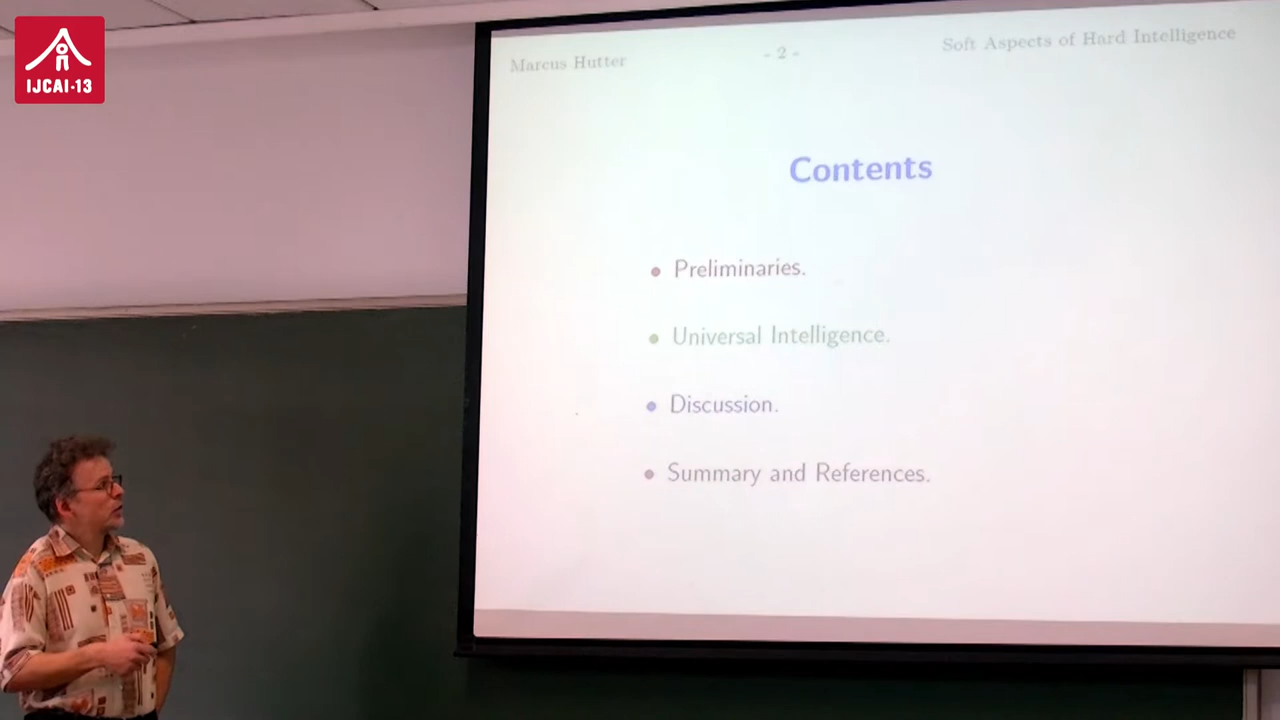 IJCAI-13
Marcus Hutter
- 2 -
Soft Aspects of Hard Intelligence
Contents
• Preliminaries.
• Universal Intelligence.
• Discussion.
• Summary and References.